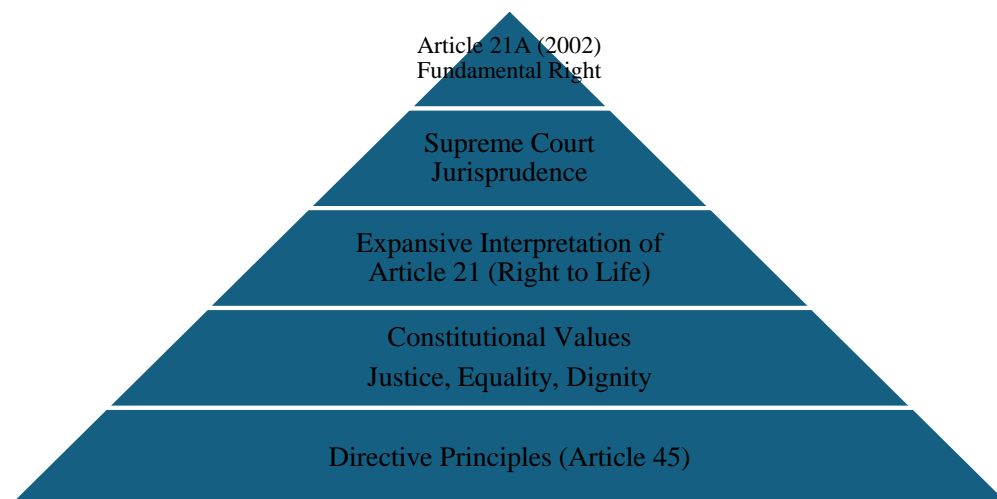 Article 21A (2002)
Fundamental Right
Supreme Court
Jurisprudence
Expansive Interpretation of
Article 21 (Right to Life)
Constitutional Values
Justice, Equality, Dignity
Directive Principles (Article 45)